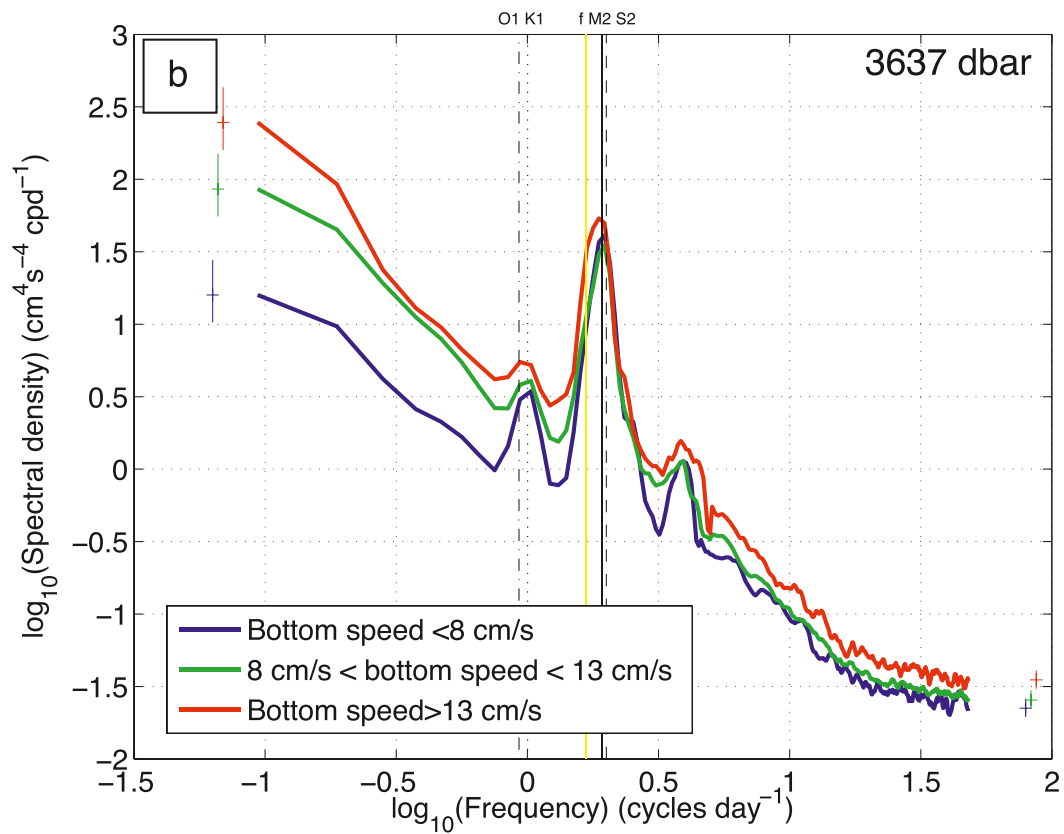 O1 K1 f M2 S2
b
3637 dbar
3
2.5
2
1.5
1
0.5
0
−0.5
−1
−1.5
−2
log₁₀(Spectral density) (cm⁴s⁻⁴ cpd⁻¹)
Bottom speed <8 cm/s
8 cm/s < bottom speed < 13 cm/s
Bottom speed>13 cm/s
−1.5 −1 −0.5 0 0.5 1 1.5 2
log₁₀(Frequency) (cycles day⁻¹)